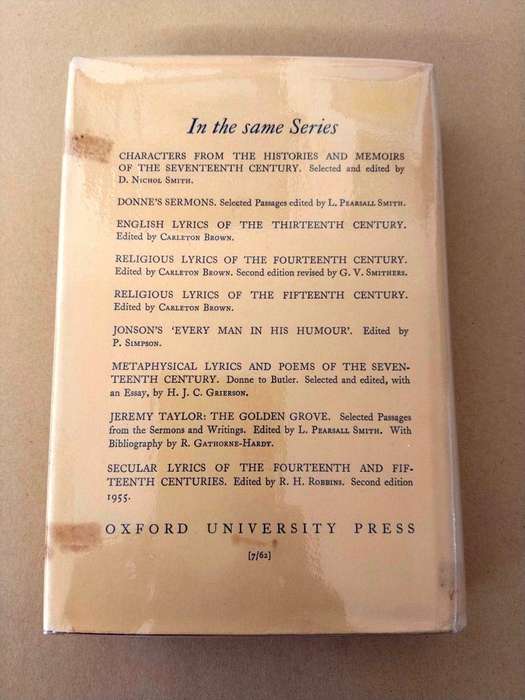 In the same Series
CHARACTERS FROM THE HISTORIES AND MEMOIRS
OF THE SEVENTEENTH CENTURY. Selected and edited by
D. NICHOL SMITH.
DONNE'S SERMONS. Selected Passages edited by L. PEARSALL SMITH.
ENGLISH LYRICS OF THE THIRTEENTH CENTURY.
Edited by CARLETON BROWN.
RELIGIOUS LYRICS OF THE FOURTEENTH CENTURY.
Edited by CARLETON BROWN. Second edition revised by G. V. SMITHERS.
RELIGIOUS LYRICS OF THE FIFTEENTH CENTURY.
Edited by CARLETON BROWN.
JONSON'S 'EVERY MAN IN HIS HUMOUR'. Edited by
P. SIMPSON.
METAPHYSICAL LYRICS AND POEMS OF THE SEVEN-
TEENTH CENTURY. Donne to Butler. Selected and edited, with
an Essay, by H. J. C. GRIERSON.
JEREMY TAYLOR: THE GOLDEN GROVE. Selected Passages
from the Sermons and Writings. Edited by L. PEARSALL SMITH. With
Bibliography by R. GATHORNE-HARDY.
SECULAR LYRICS OF THE FOURTEENTH AND FIF-
TEENTH CENTURIES. Edited by R. H. ROBBINS. Second edition
1955.
OXFORD UNIVERSITY PRESS
[7/62]